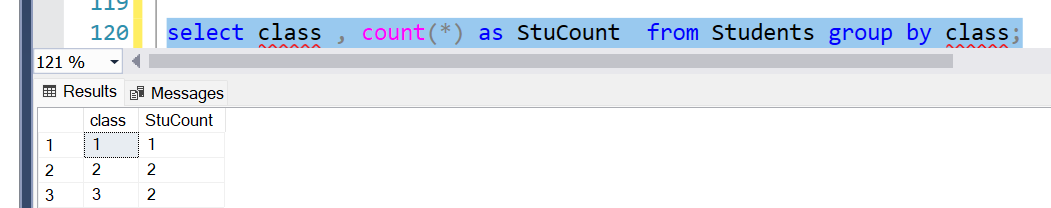 119
120 select class , count(*) as StuCount  from Students group by class;
121 %
Results Messages
class StuCount
1 1 1
2 2 2
3 3 2